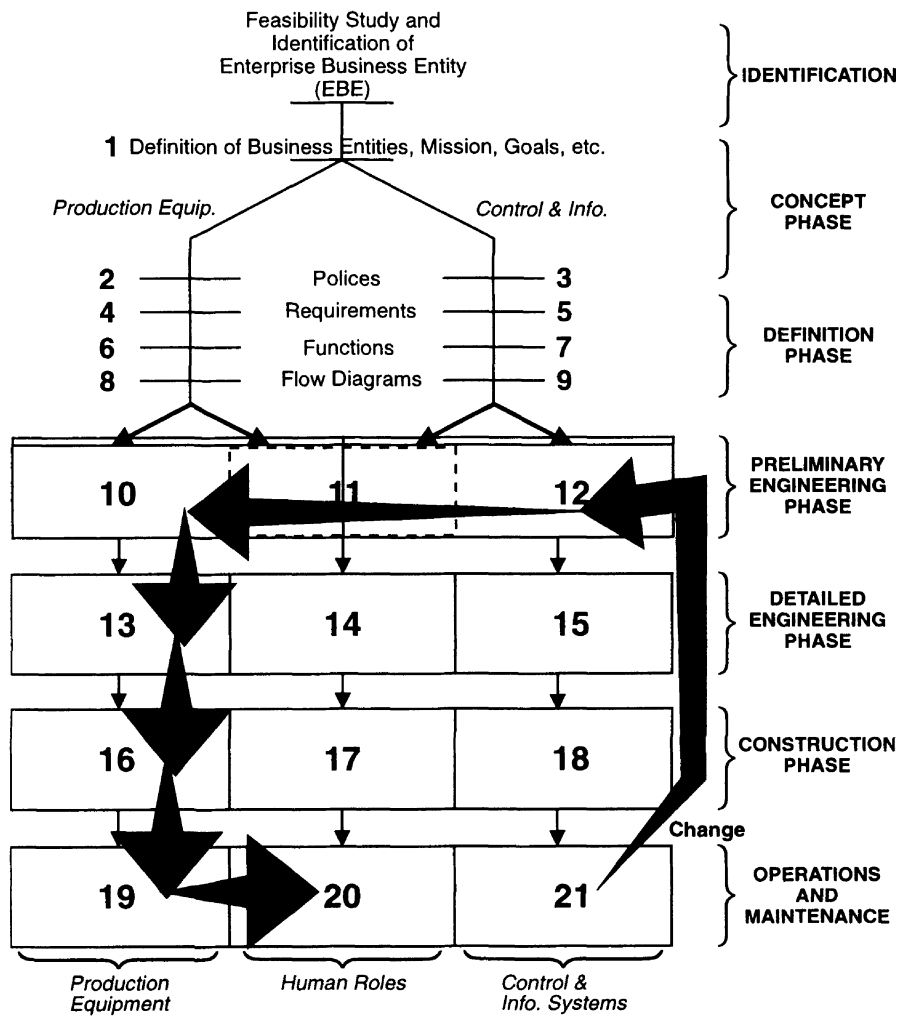 Feasibility Study and
Identification of
Enterprise Business Entity
(EBE)
IDENTIFICATION
1 Definition of Business Entities, Mission, Goals, etc.
Production Equip.
Control & Info.
CONCEPT
PHASE
2 Polices 3
4 Requirements 5
6 Functions 7
8 Flow Diagrams 9
DEFINITION
PHASE
10 11 12
PRELIMINARY
ENGINEERING
PHASE
13 14 15
DETAILED
ENGINEERING
PHASE
16 17 18
CONSTRUCTION
PHASE
Change
19 20 21
OPERATIONS
AND
MAINTENANCE
Production
Equipment
Human Roles
Control &
Info. Systems